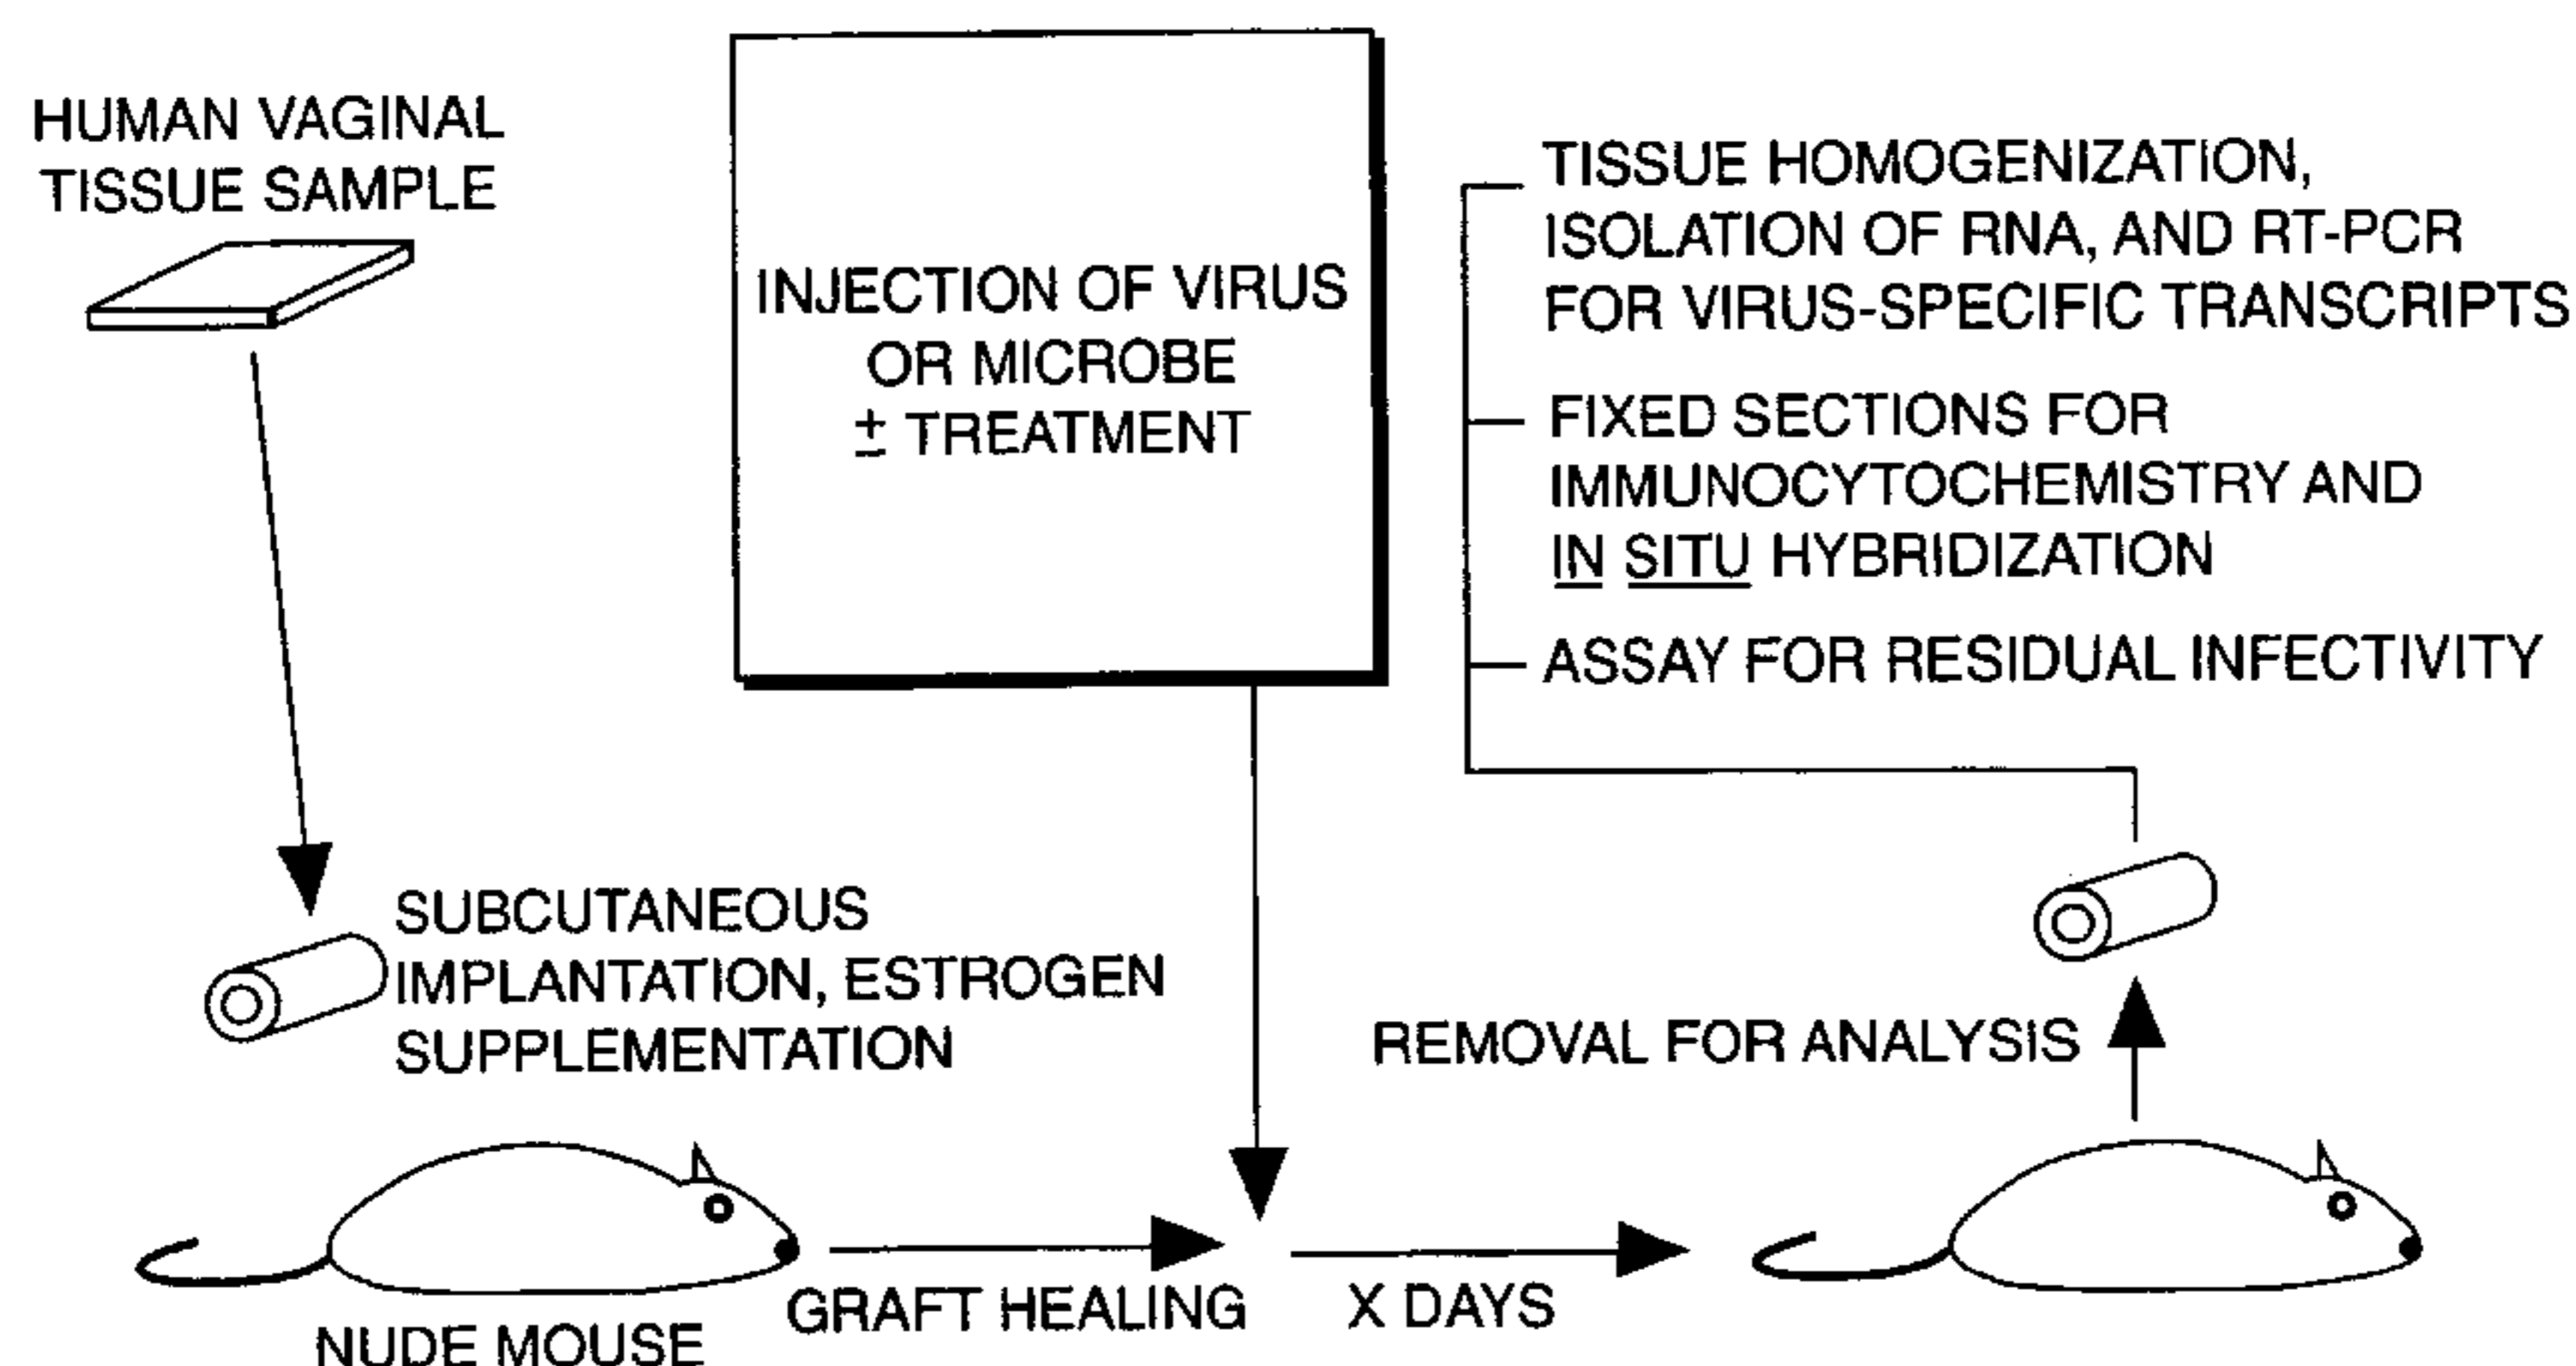 HUMAN VAGINAL
TISSUE SAMPLE
INJECTION OF VIRUS
OR MICROBE
± TREATMENT
TISSUE HOMOGENIZATION,
ISOLATION OF RNA, AND RT-PCR
FOR VIRUS-SPECIFIC TRANSCRIPTS
FIXED SECTIONS FOR
IMMUNOCYTOCHEMISTRY AND
IN SITU HYBRIDIZATION
ASSAY FOR RESIDUAL INFECTIVITY
SUBCUTANEOUS
IMPLANTATION, ESTROGEN
SUPPLEMENTATION
REMOVAL FOR ANALYSIS
NUDE MOUSE
GRAFT HEALING
X DAYS